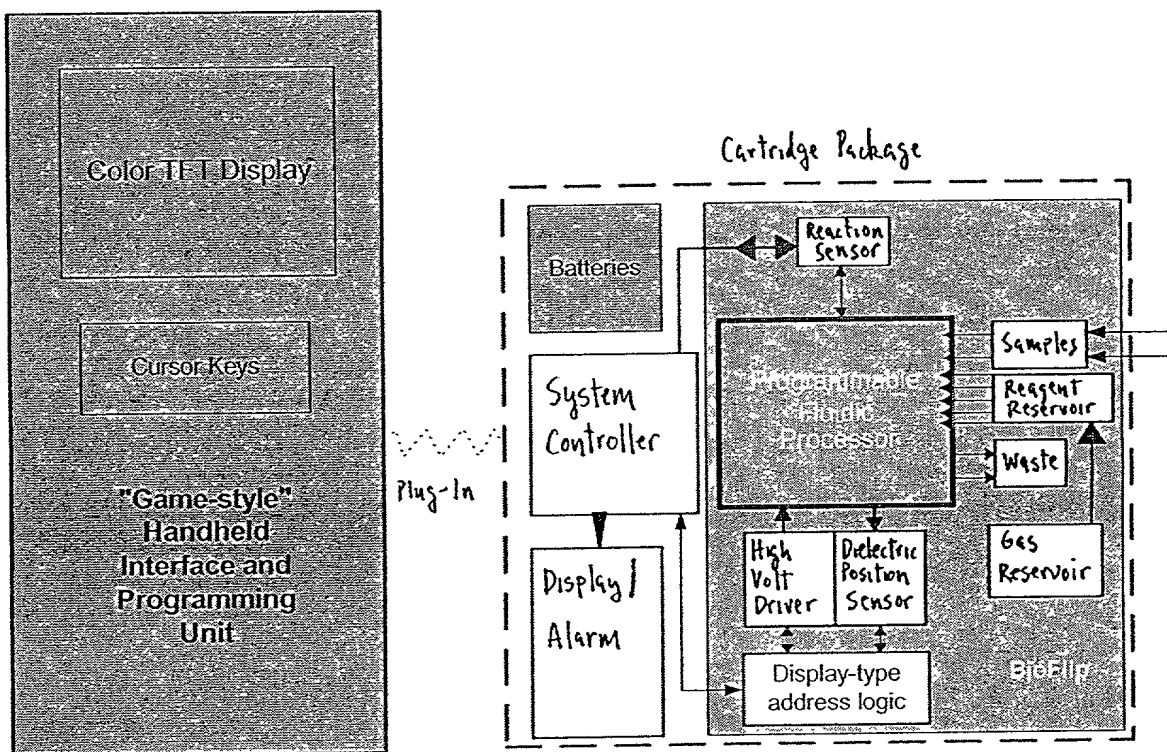 Color TFT Display
Cursor Keys
"Game-style"
Handheld
Interface and
Programming
Unit
Plug-In
Cartridge Package
Batteries
System
Controller
Display/
Alarm
Reaction
Sensor
Programmable
Fluidic
Processor
Samples
Reagent
Reservoir
Waste
Gas
Reservoir
High
Volt
Driver
Dielectric
Position
Sensor
Display-type
address logic
BioFlip